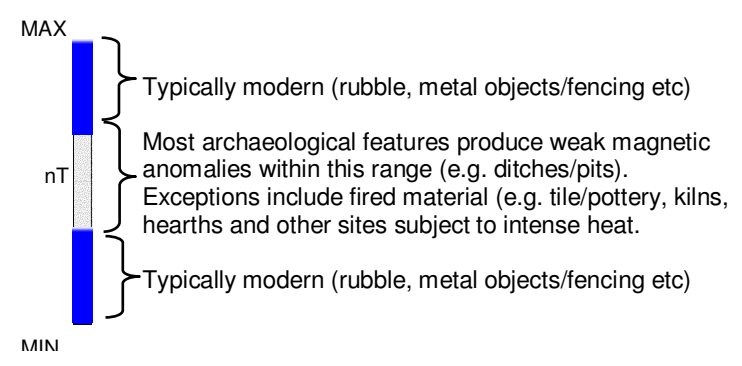 MAX
Typically modern (rubble, metal objects/fencing etc)
Most archaeological features produce weak magnetic
anomalies within this range (e.g. ditches/pits).
nT
Exceptions include fired material (e.g. tile/pottery, kilns,
hearths and other sites subject to intense heat.
Typically modern (rubble, metal objects/fencing etc)
MIN